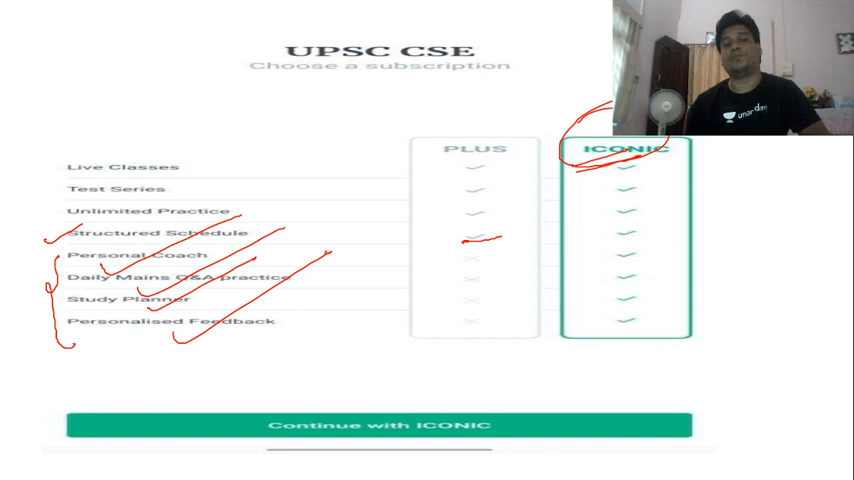 UPSC CSE
Choose a subscription
PLUS ICONIC
Live Classes
Test Series
Unlimited Practice
Structured Schedule
Personal Coach
Daily Mains Q&A practice
Study Planner
Personalised Feedback
Continue with ICONIC